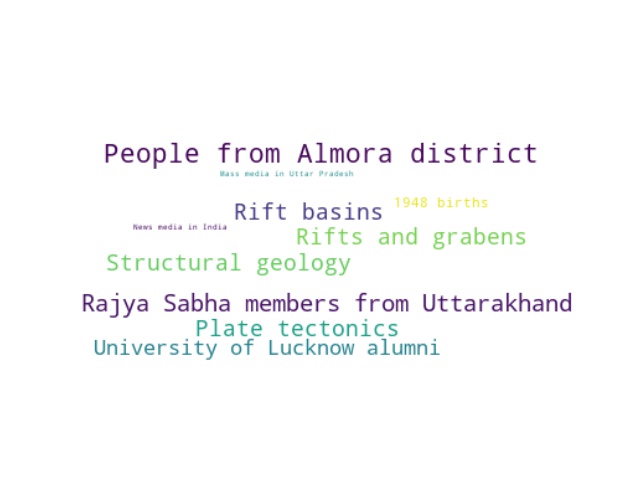 People from Almora district
Mass media in Uttar Pradesh
1948 births
Rift basins
News media in India
Rifts and grabens
Structural geology
Rajya Sabha members from Uttarakhand
Plate tectonics
University of Lucknow alumni